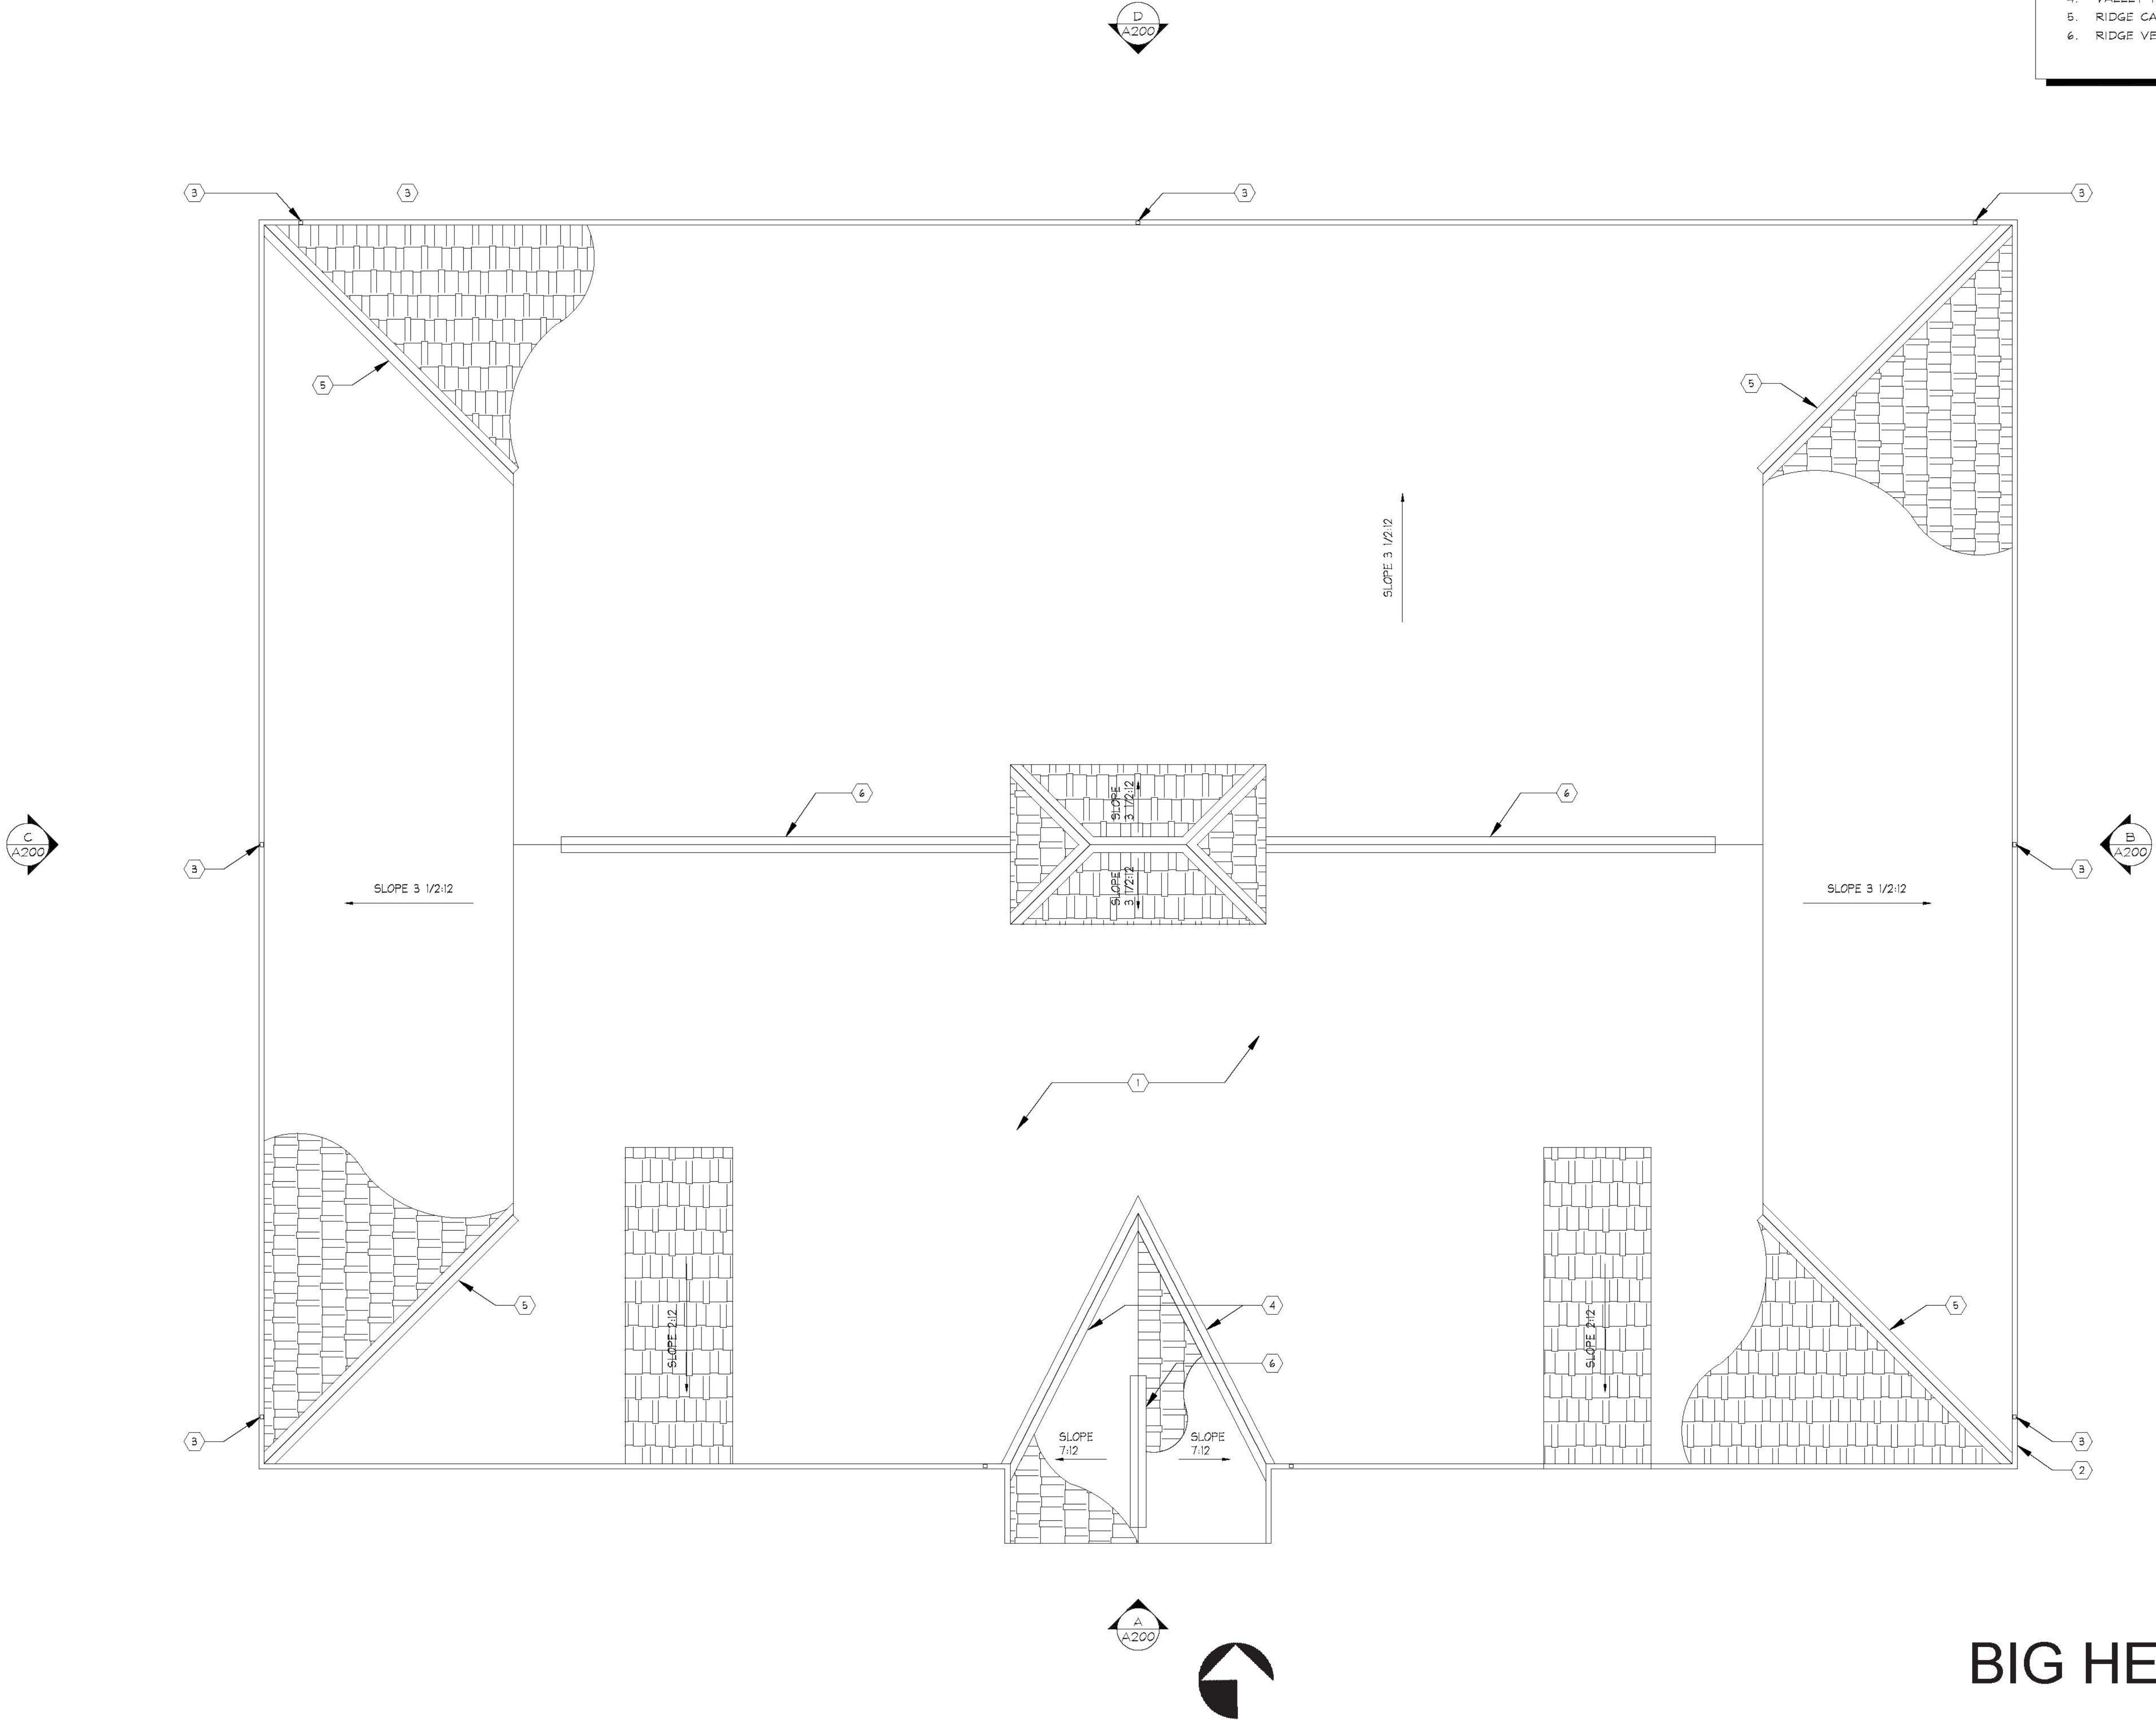 D
A200
5. RIDGE CA
6. RIDGE VE
3
3
3
3
5
5
SLOPE 3 1/2:12
6
SLOPE
3 1/2:12
6
C
A200
B
A200
3
SLOPE 3 1/2:12
SLOPE
3 1/2:12
SLOPE 3 1/2:12
3
1
5
SLOPE 2:12
4
SLOPE 2:12
5
6
3
SLOPE
7:12
SLOPE
7:12
3
2
A
A200
BIG HE